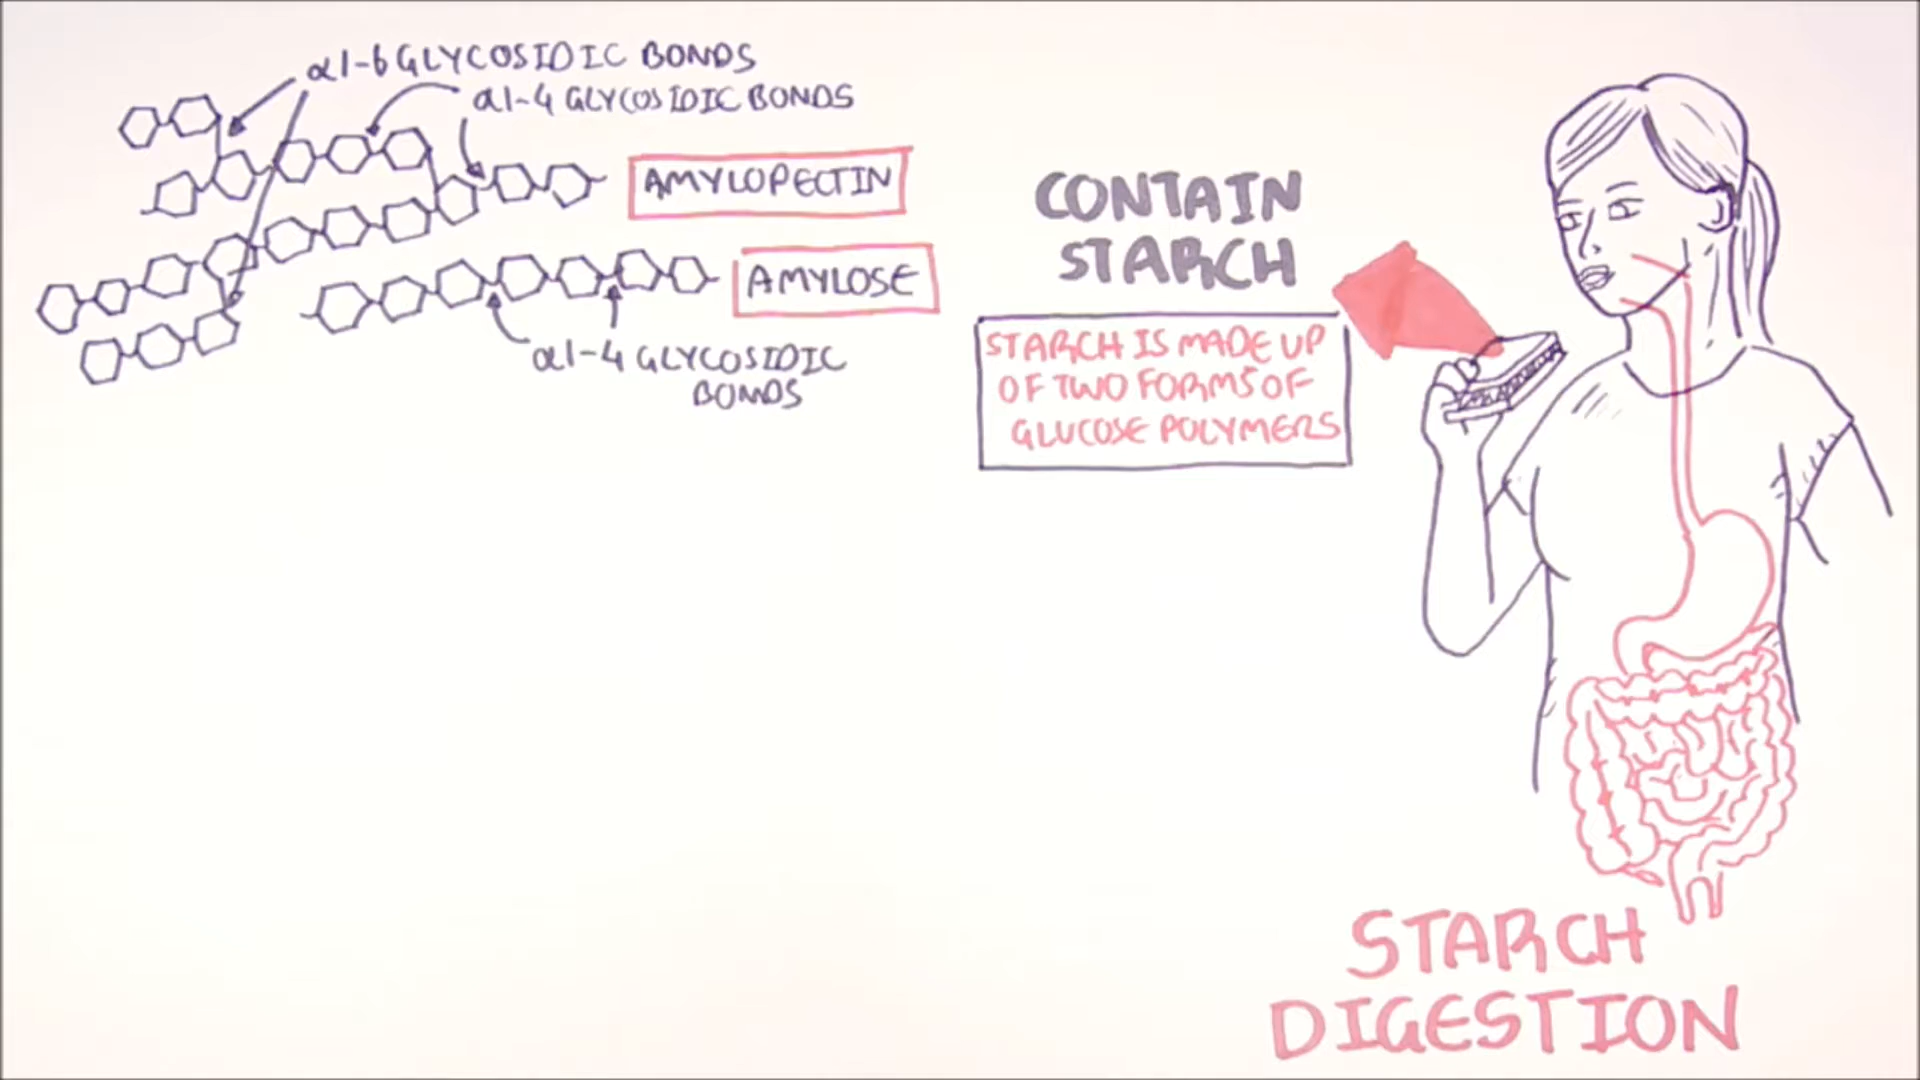 α1-6 GLYCOSIDIC BONDS
α1-4 GLYCOSIDIC BONDS
AMYLOPECTIN
AMYLOSE
α1-4 GLYCOSIDIC
BONDS
CONTAIN
STARCH
STARCH IS MADE UP
OF TWO FORMS OF
GLUCOSE POLYMERS
STARCH
DIGESTION